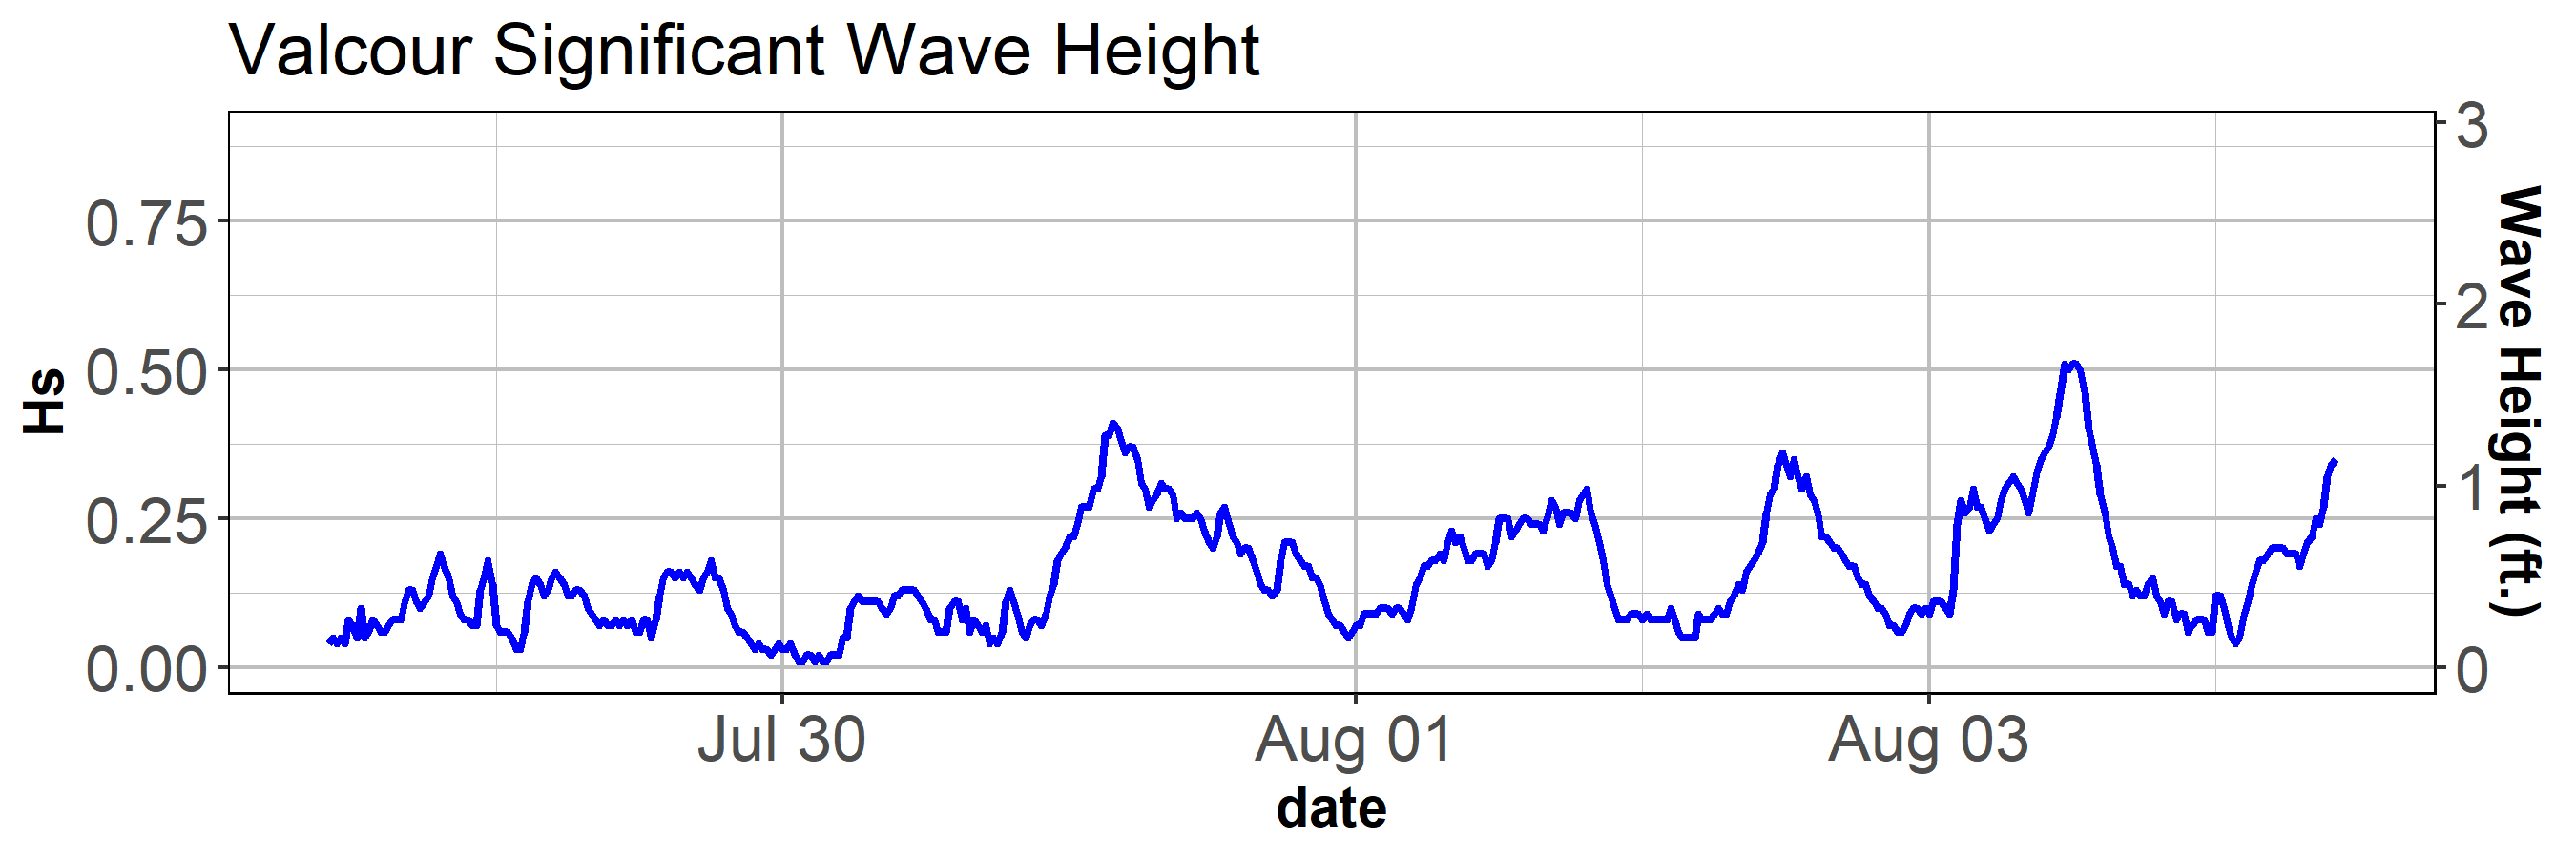 Valcour Significant Wave Height
Hs
0.75
0.50
0.25
0.00
3
2
1
0
Wave Height (ft.)
Jul 30
Aug 01
Aug 03
date